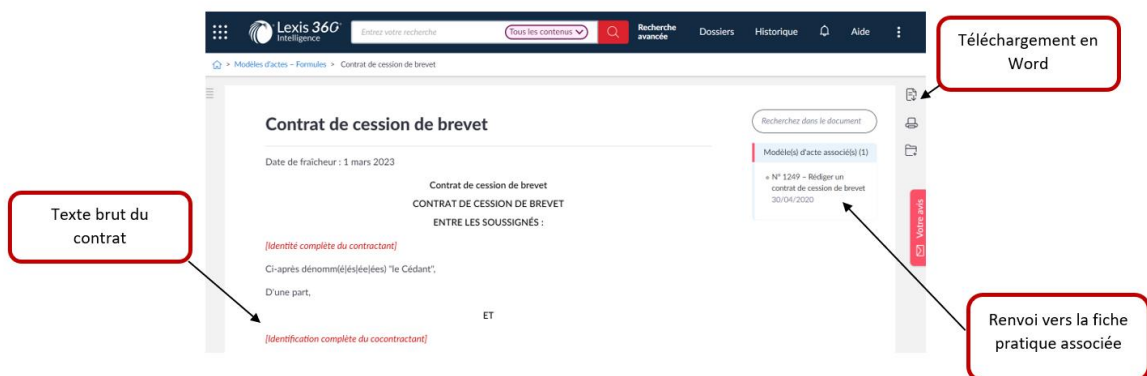 Lexis 360
Intelligence
Entrez votre recherche
Tous les contenus
Recherche
avancée
Dossiers
Historique
Aide
Modèles d'actes – Formules > Contrat de cession de brevet
Téléchargement en
Word
Contrat de cession de brevet
Recherchez dans le document
Date de fraîcheur : 1 mars 2023
Modèle(s) d'acte associé(s) (1)
» N° 1249 – Rédiger un
contrat de cession de brevet
30/04/2020
Contrat de cession de brevet
CONTRAT DE CESSION DE BREVET
ENTRE LES SOUSSIGNÉS :
Texte brut du
contrat
Votre avis
[Identité complète du contractant]
Ci-après dénomm(é|és|ée|ées) "le Cédant",
D'une part,
ET
[Identification complète du cocontractant]
Renvoi vers la fiche
pratique associée